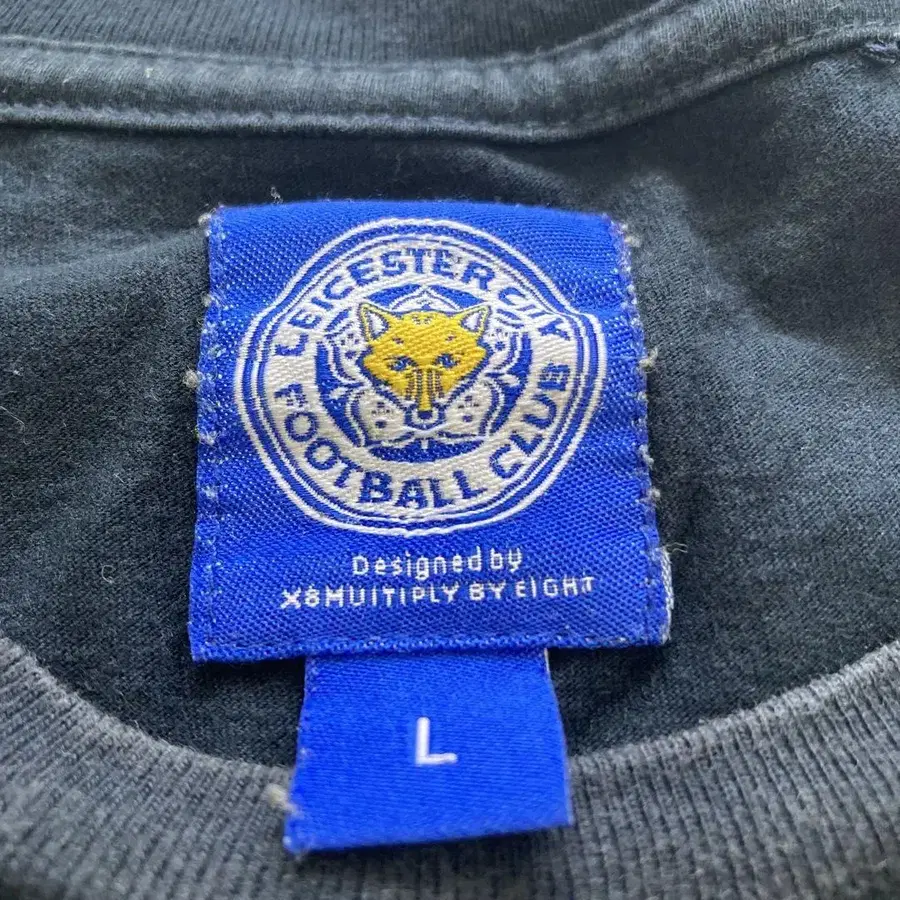 LEICESTER CITY
FOOTBALL CLUB
Designed by
X8MUITIPLY BY EIGHT
L